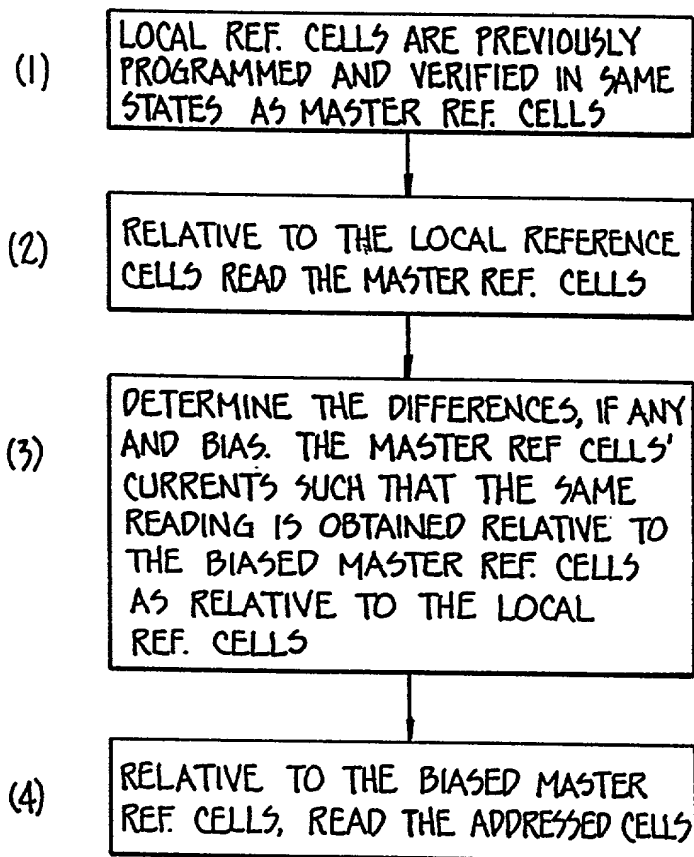 (1)
LOCAL REF. CELLS ARE PREVIOUSLY
PROGRAMMED AND VERIFIED IN SAME
STATES AS MASTER REF. CELLS
(2)
RELATIVE TO THE LOCAL REFERENCE
CELLS READ THE MASTER REF. CELLS
(3)
DETERMINE THE DIFFERENCES, IF ANY
AND BIAS. THE MASTER REF CELLS'
CURRENTS SUCH THAT THE SAME
READING IS OBTAINED RELATIVE TO
THE BIASED MASTER REF. CELLS
AS RELATIVE TO THE LOCAL
REF. CELLS
(4)
RELATIVE TO THE BIASED MASTER
REF. CELLS, READ THE ADDRESSED CELLS